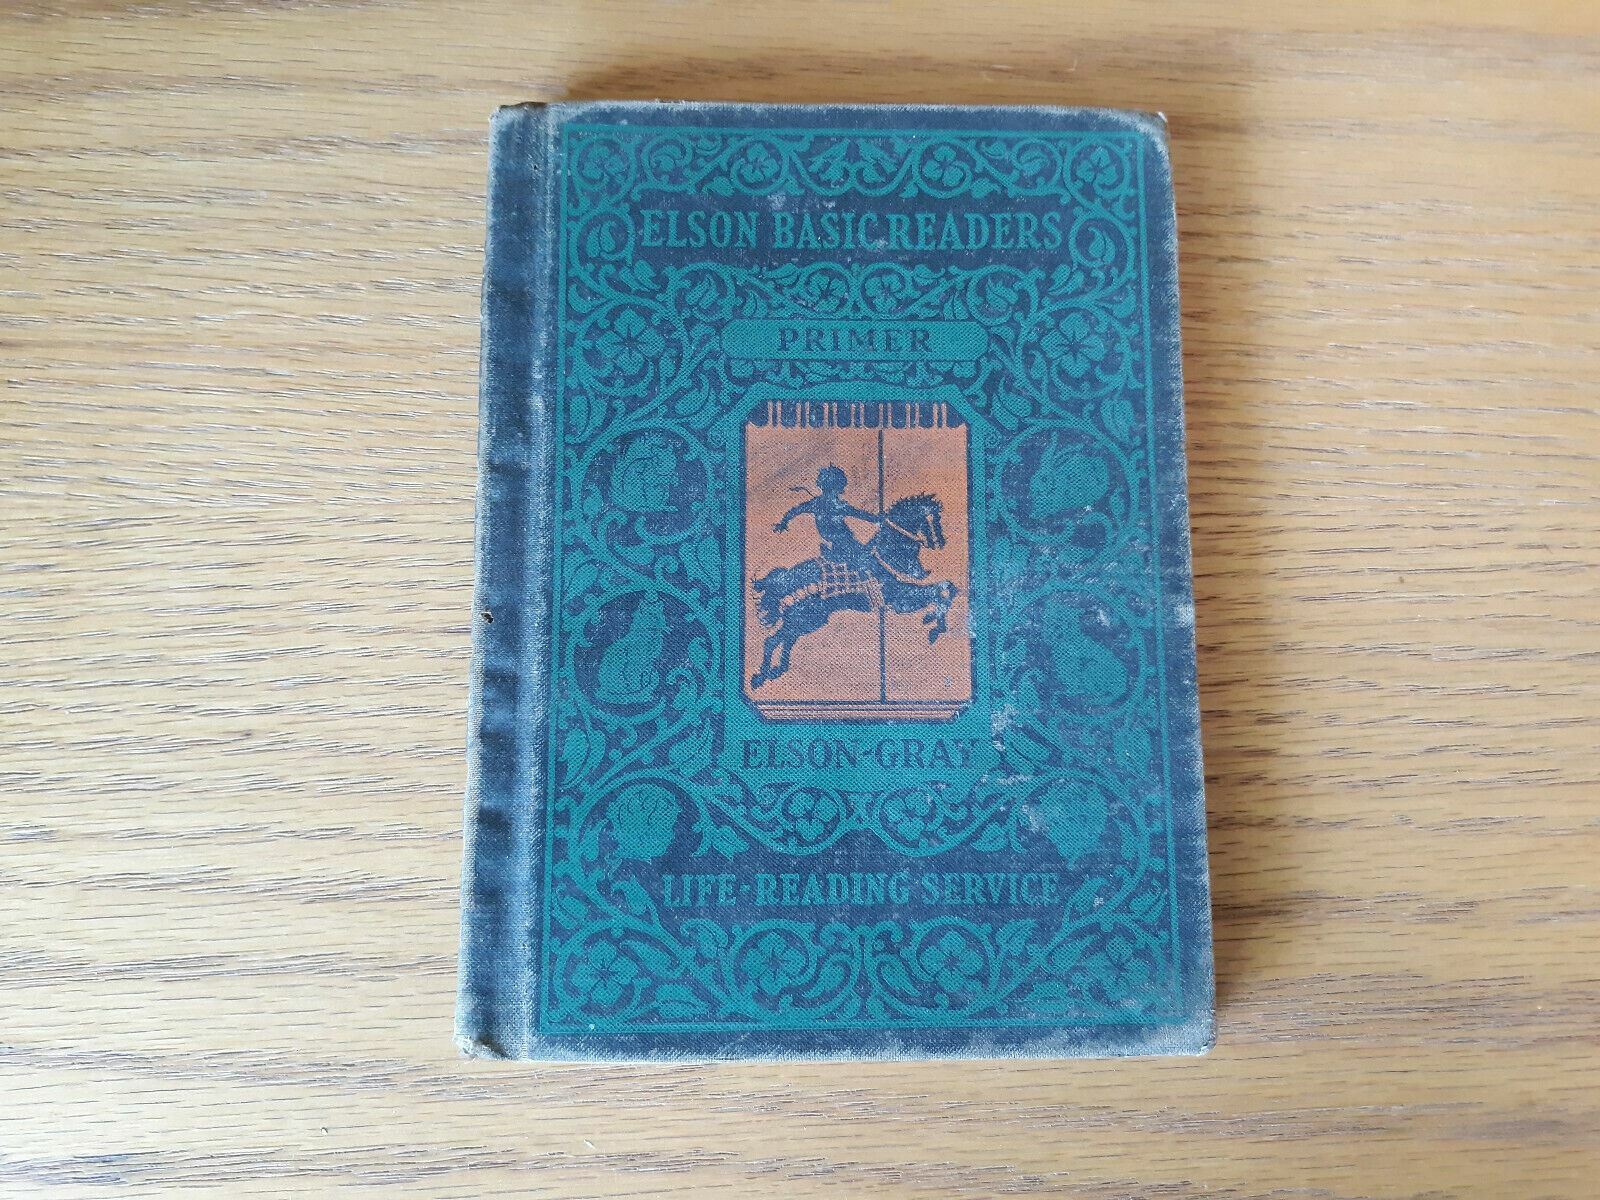 ELSON BASIC READERS
PRIMER
ELSON-GRAY
LIFE-READING SERVICE